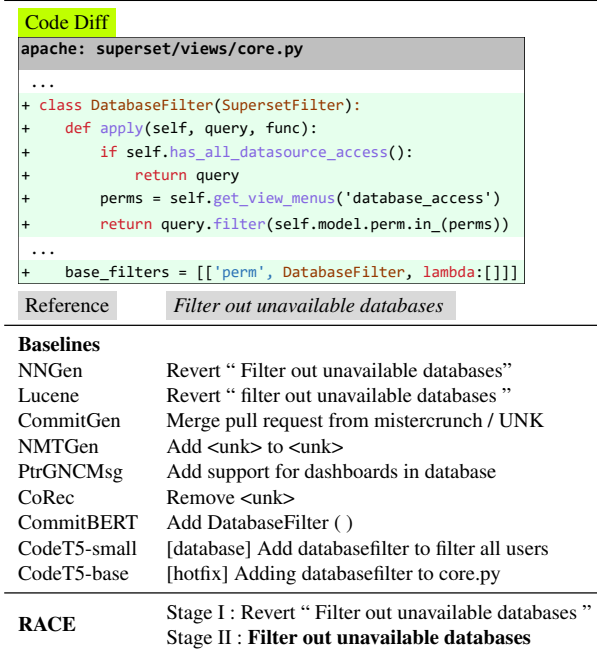 Code Diff
apache: superset/views/core.py
...
+ class DatabaseFilter(SupersetFilter):
+     def apply(self, query, func):
+         if self.has_all_datasource_access():
+             return query
+         perms = self.get_view_menus('database_access')
+         return query.filter(self.model.perm.in_(perms))
...
+     base_filters = [['perm', DatabaseFilter, lambda:[]]]
Reference Filter out unavailable databases
Baselines
NNGen Revert “ Filter out unavailable databases”
Lucene Revert “ filter out unavailable databases ”
CommitGen Merge pull request from mistercrunch / UNK
NMTGen Add <unk> to <unk>
PtrGNCMsg Add support for dashboards in database
CoRec Remove <unk>
CommitBERT Add DatabaseFilter ( )
CodeT5-small [database] Add databasefilter to filter all users
CodeT5-base [hotfix] Adding databasefilter to core.py
RACE Stage I : Revert “ Filter out unavailable databases ”
Stage II : Filter out unavailable databases